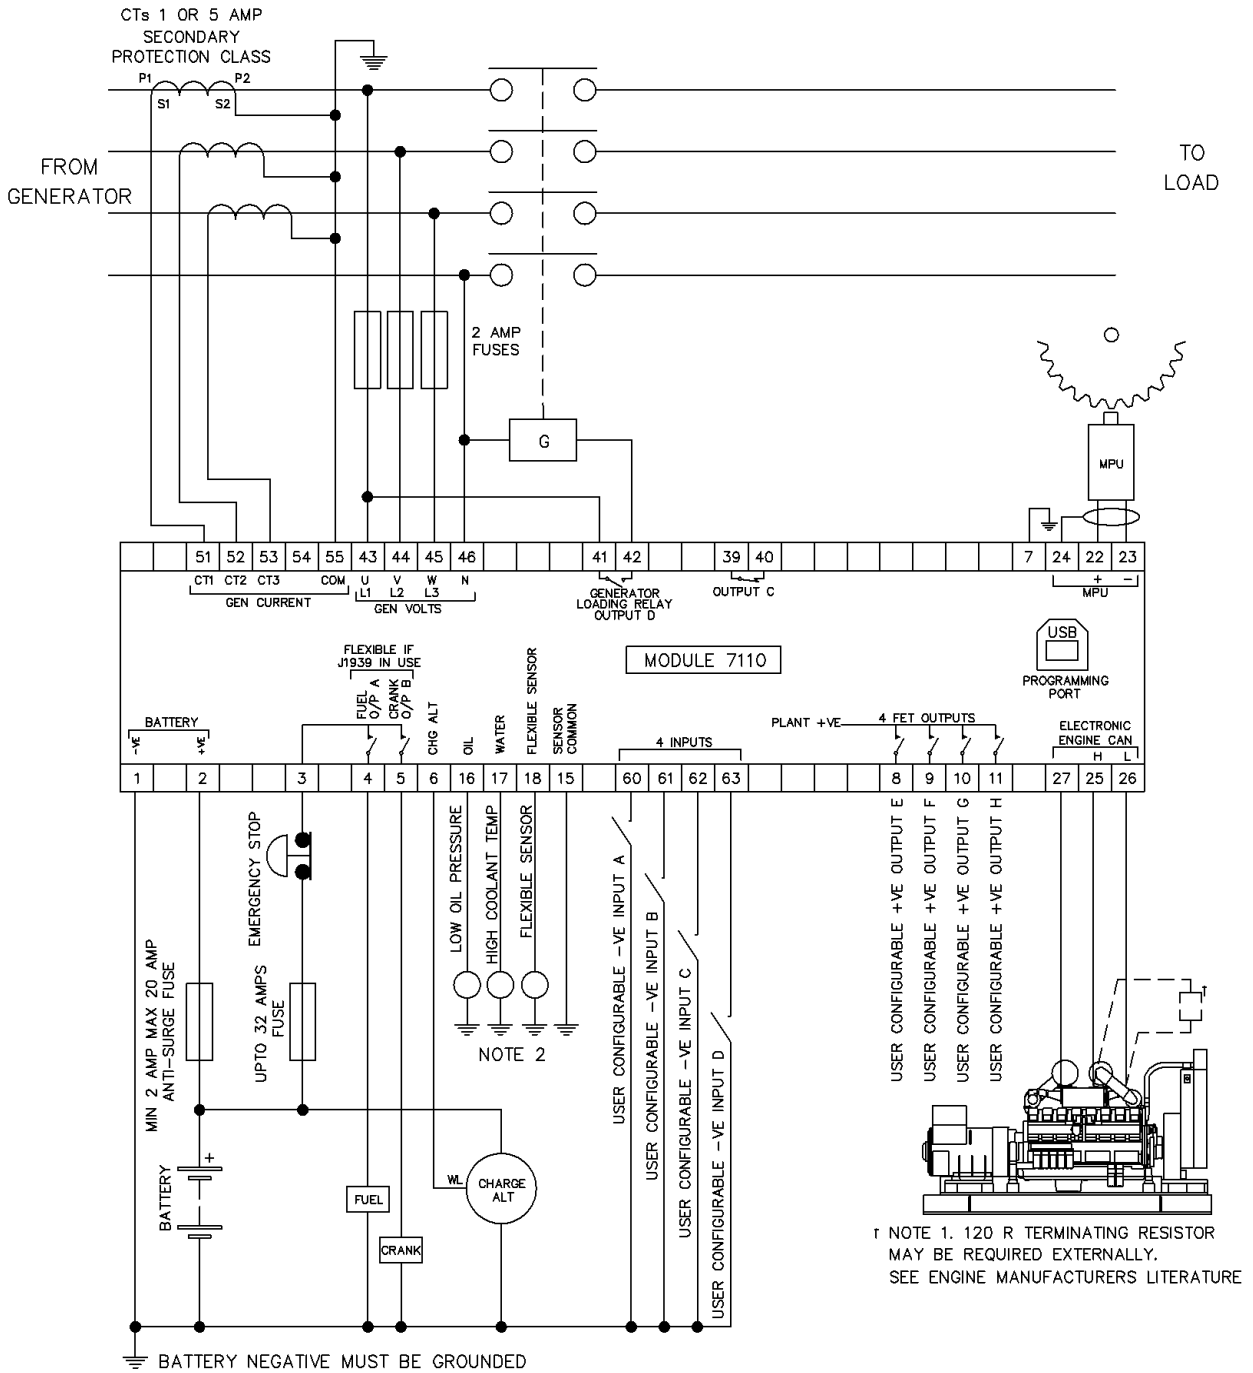 CTs 1 OR 5 AMP
SECONDARY
PROTECTION CLASS
P1 P2
S1 S2
FROM
GENERATOR
TO
LOAD
2 AMP
FUSES
G
MPU
51 52 53 54 55 43 44 45 46 41 42 39 40 7 24 22 23
CT1 CT2 CT3 COM U V W N
L1 L2 L3
GEN CURRENT
GEN VOLTS
GENERATOR
LOADING RELAY
OUTPUT D
OUTPUT C
+ −
MPU
MODULE 7110
USB
PROGRAMMING
PORT
FLEXIBLE IF
J1939 IN USE
FUEL
O/P A
CRANK
O/P B
CHG ALT
OIL
WATER
FLEXIBLE SENSOR
SENSOR
COMMON
BATTERY
-VE
+VE
4 INPUTS
PLANT +VE
4 FET OUTPUTS
ELECTRONIC
ENGINE CAN
H L
1 2 3 4 5 6 16 17 18 15 60 61 62 63 8 9 10 11 27 25 26
EMERGENCY STOP
MIN 2 AMP MAX 20 AMP
ANTI-SURGE FUSE
UPTO 32 AMPS
FUSE
LOW OIL PRESSURE
HIGH COOLANT TEMP
FLEXIBLE SENSOR
NOTE 2
USER CONFIGURABLE -VE INPUT A
USER CONFIGURABLE -VE INPUT B
USER CONFIGURABLE -VE INPUT C
USER CONFIGURABLE -VE INPUT D
USER CONFIGURABLE +VE OUTPUT E
USER CONFIGURABLE +VE OUTPUT F
USER CONFIGURABLE +VE OUTPUT G
USER CONFIGURABLE +VE OUTPUT H
†
+
BATTERY
FUEL
CRANK
WL
CHARGE
ALT
† NOTE 1. 120 R TERMINATING RESISTOR
MAY BE REQUIRED EXTERNALLY.
SEE ENGINE MANUFACTURERS LITERATURE
BATTERY NEGATIVE MUST BE GROUNDED